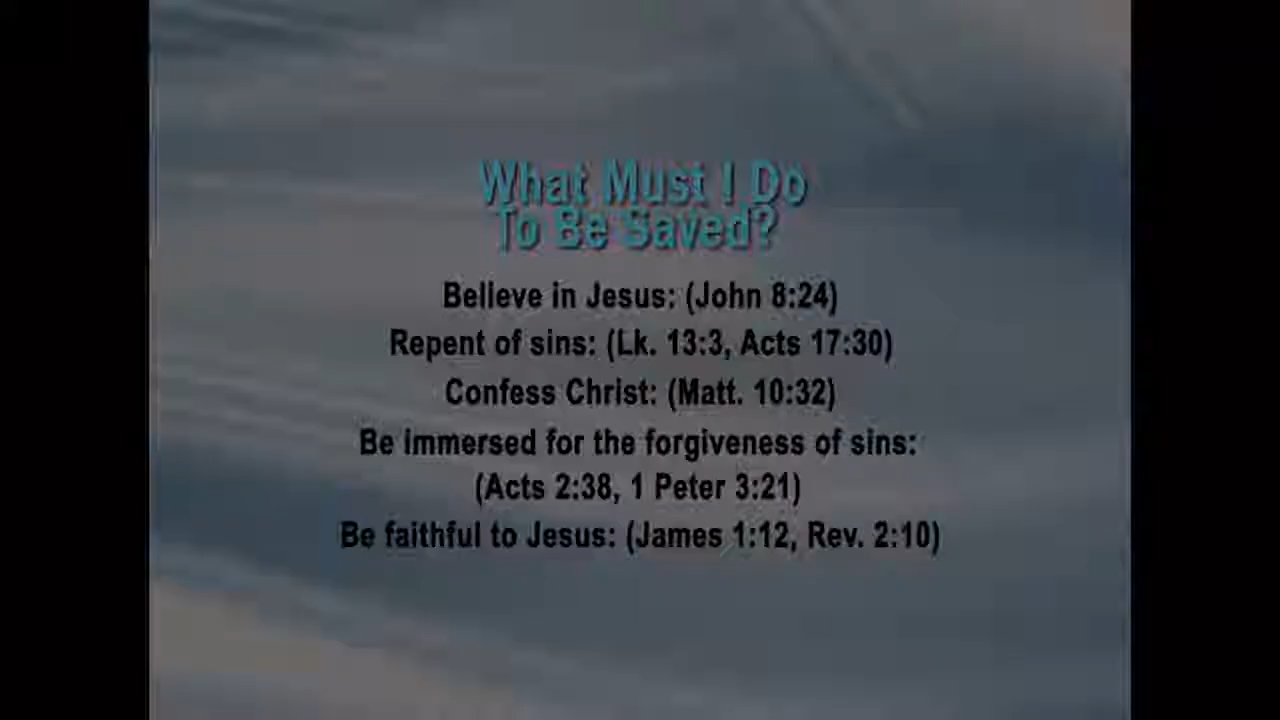 What Must I Do
To Be Saved?
Believe in Jesus: (John 8:24)
Repent of sins: (Lk. 13:3, Acts 17:30)
Confess Christ: (Matt. 10:32)
Be immersed for the forgiveness of sins:
(Acts 2:38, 1 Peter 3:21)
Be faithful to Jesus: (James 1:12, Rev. 2:10)